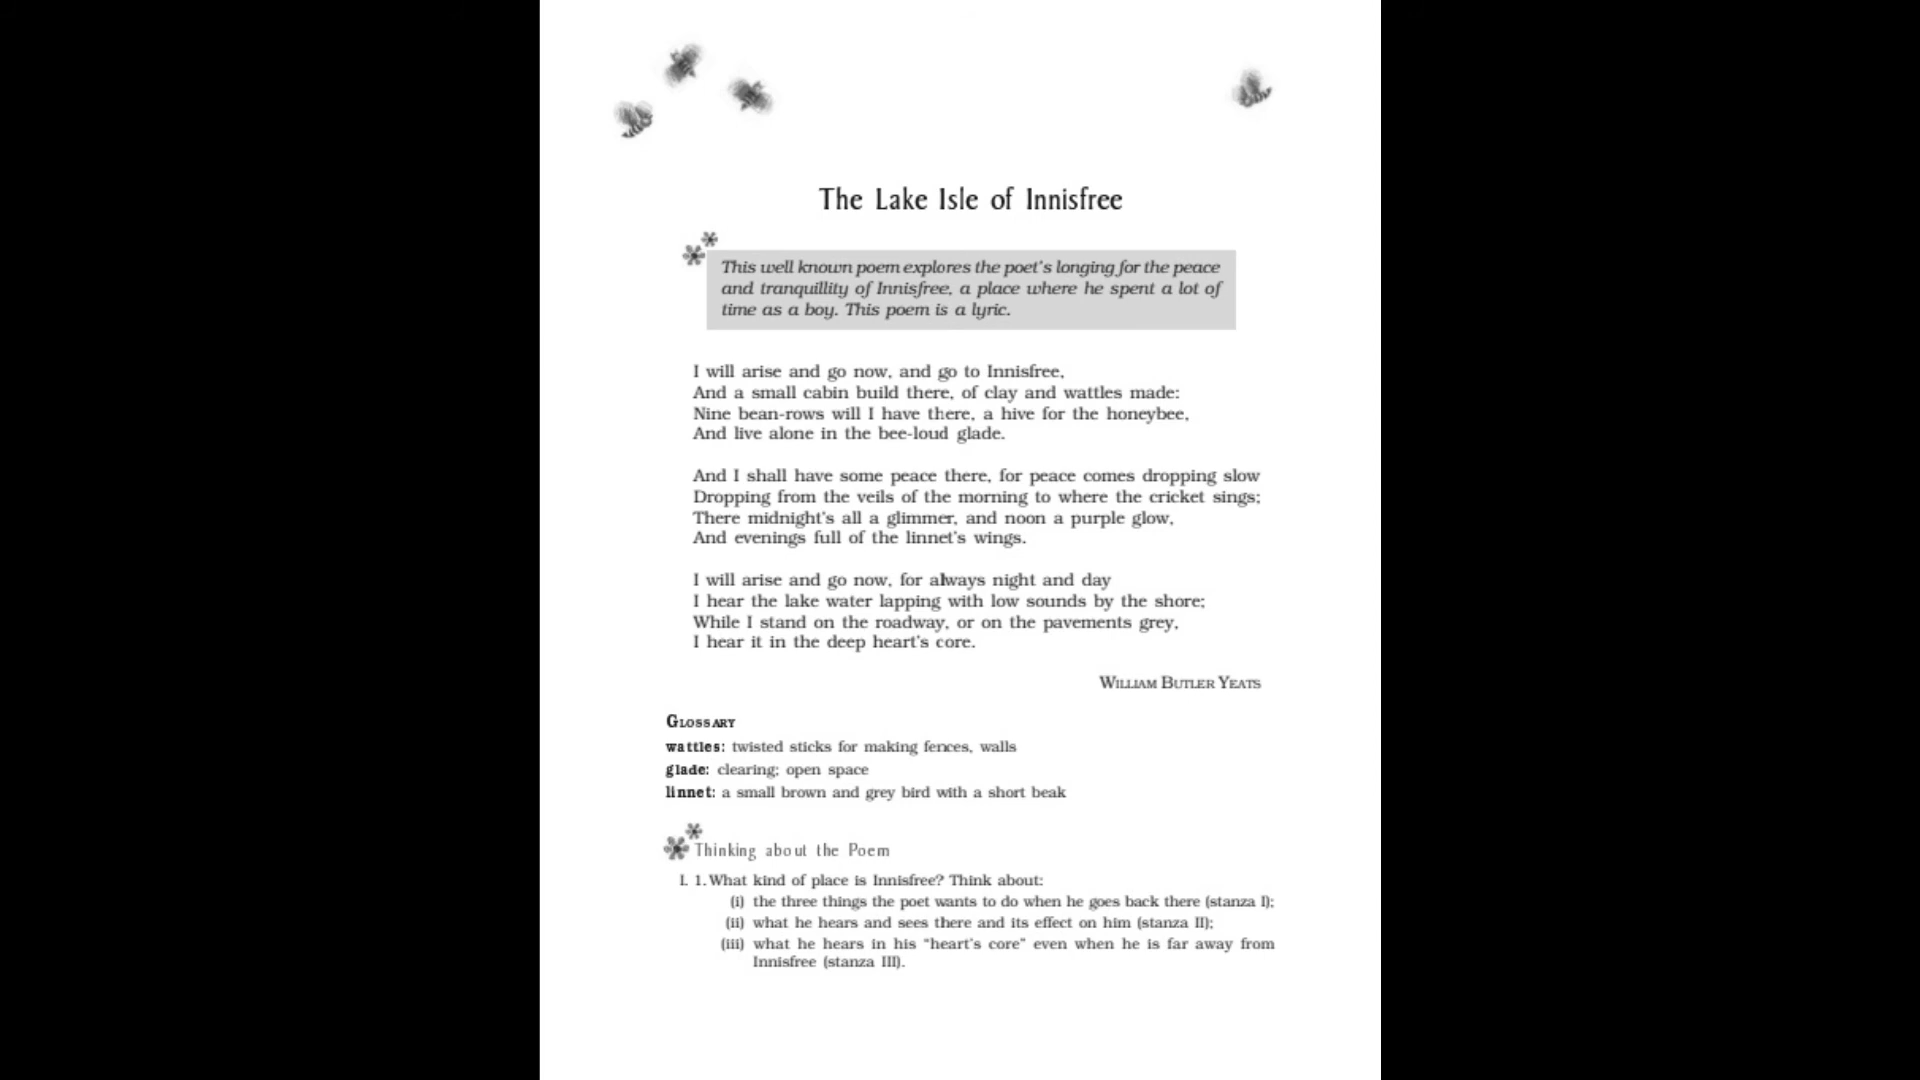 The Lake Isle of Innisfree
This well known poem explores the poet's longing for the peace
and tranquillity of Innisfree, a place where he spent a lot of
time as a boy. This poem is a lyric.
I will arise and go now, and go to Innisfree,
And a small cabin build there, of clay and wattles made:
Nine bean-rows will I have there, a hive for the honeybee,
And live alone in the bee-loud glade.
And I shall have some peace there, for peace comes dropping slow
Dropping from the veils of the morning to where the cricket sings;
There midnight's all a glimmer, and noon a purple glow,
And evenings full of the linnet's wings.
I will arise and go now, for always night and day
I hear the lake water lapping with low sounds by the shore;
While I stand on the roadway, or on the pavements grey,
I hear it in the deep heart's core.
WILLIAM BUTLER YEATS
GLOSSARY
wattles: twisted sticks for making fences, walls
glade: clearing; open space
linnet: a small brown and grey bird with a short beak
Thinking about the Poem
I. 1. What kind of place is Innisfree? Think about:
(i) the three things the poet wants to do when he goes back there (stanza I);
(ii) what he hears and sees there and its effect on him (stanza II);
(iii) what he hears in his "heart's core" even when he is far away from
Innisfree (stanza III).